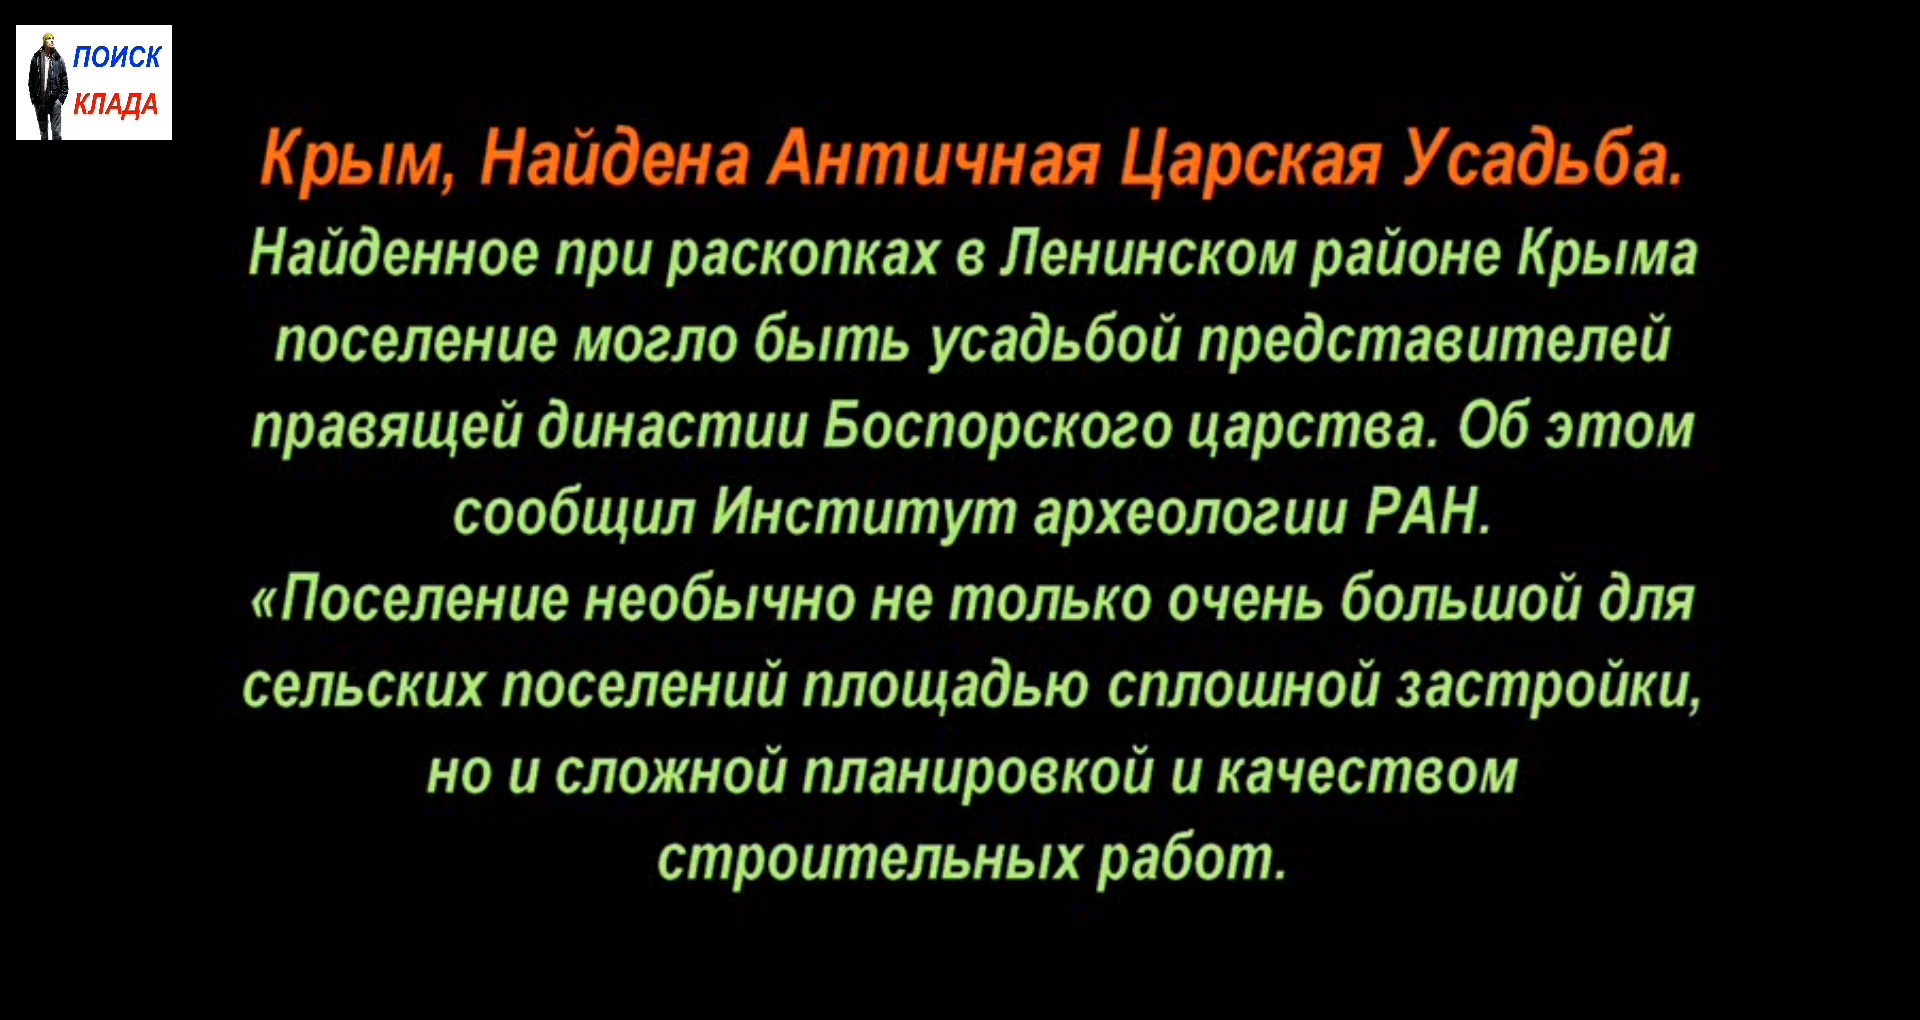 ПОИСК
КЛАДА
Крым, Найдена Античная Царская Усадьба.
Найденное при раскопках в Ленинском районе Крыма
поселение могло быть усадьбой представителей
правящей династии Боспорского царства. Об этом
сообщил Институт археологии РАН.
«Поселение необычно не только очень большой для
сельских поселений площадью сплошной застройки,
но и сложной планировкой и качеством
строительных работ.